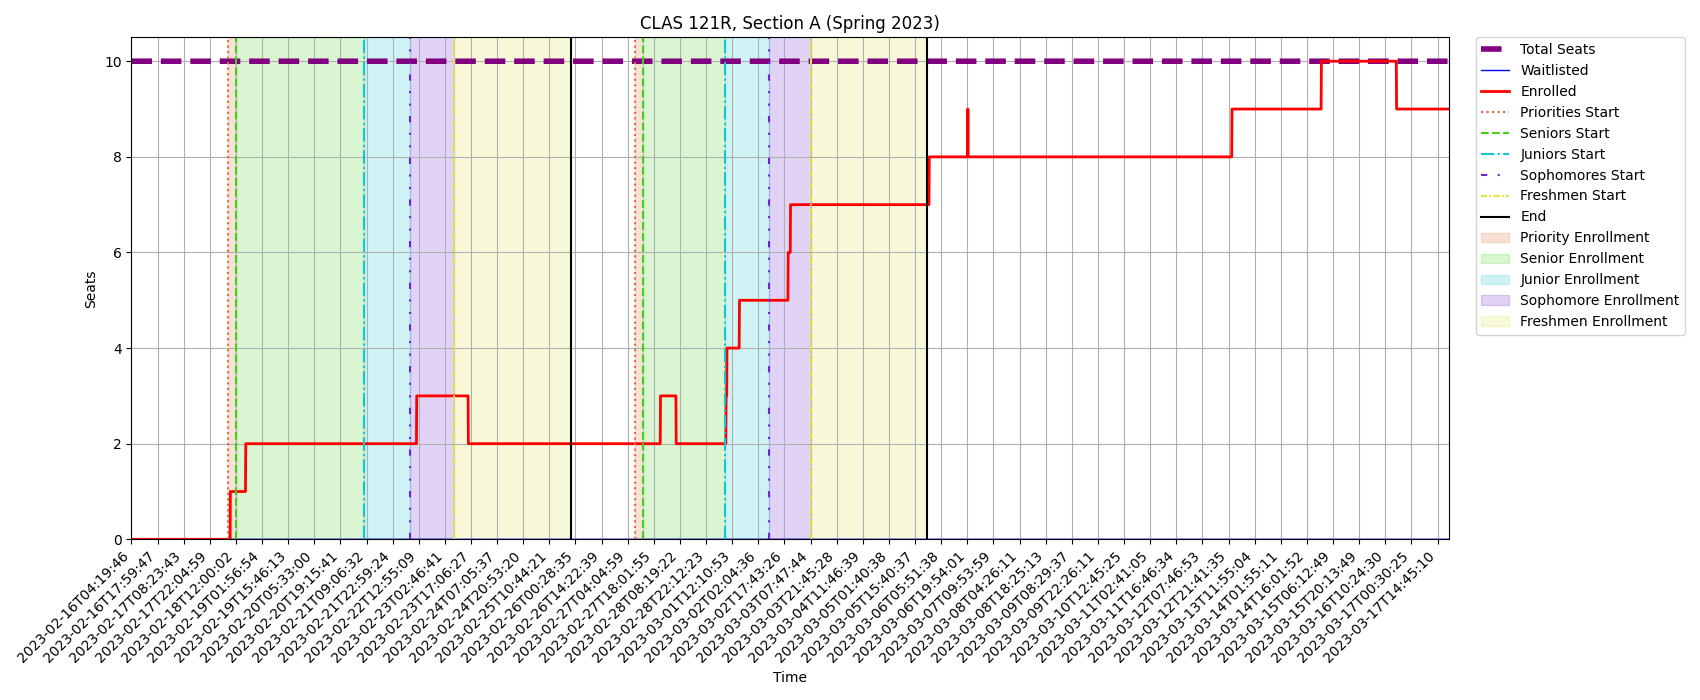 CLAS 121R, Section A (Spring 2023)
Seats
10
8
6
4
2
0
2023-02-16T04:19:46
2023-02-16T17:59:47
2023-02-17T08:23:43
2023-02-17T22:04:59
2023-02-18T12:00:02
2023-02-19T01:56:54
2023-02-19T15:46:13
2023-02-20T05:33:00
2023-02-20T19:15:41
2023-02-21T09:06:32
2023-02-21T22:59:24
2023-02-22T12:55:09
2023-02-23T02:46:41
2023-02-23T17:06:27
2023-02-24T07:05:37
2023-02-24T20:53:20
2023-02-25T10:44:21
2023-02-26T00:28:35
2023-02-26T14:22:39
2023-02-27T04:04:59
2023-02-27T18:01:55
2023-02-28T08:19:22
2023-02-28T22:12:23
2023-03-01T12:10:53
2023-03-02T02:04:36
2023-03-02T17:43:26
2023-03-03T07:47:44
2023-03-03T21:45:28
2023-03-04T11:46:39
2023-03-05T01:40:38
2023-03-05T15:40:37
2023-03-06T05:51:38
2023-03-06T19:54:01
2023-03-07T09:53:59
2023-03-08T04:26:11
2023-03-08T18:25:13
2023-03-09T08:29:37
2023-03-09T22:26:11
2023-03-10T12:45:25
2023-03-11T02:41:05
2023-03-11T16:46:34
2023-03-12T07:46:53
2023-03-12T21:41:35
2023-03-13T11:55:04
2023-03-14T01:55:11
2023-03-14T16:01:52
2023-03-15T06:12:49
2023-03-15T20:13:49
2023-03-16T10:24:30
2023-03-17T00:30:25
2023-03-17T14:45:10
Time
Total Seats
Waitlisted
Enrolled
Priorities Start
Seniors Start
Juniors Start
Sophomores Start
Freshmen Start
End
Priority Enrollment
Senior Enrollment
Junior Enrollment
Sophomore Enrollment
Freshmen Enrollment